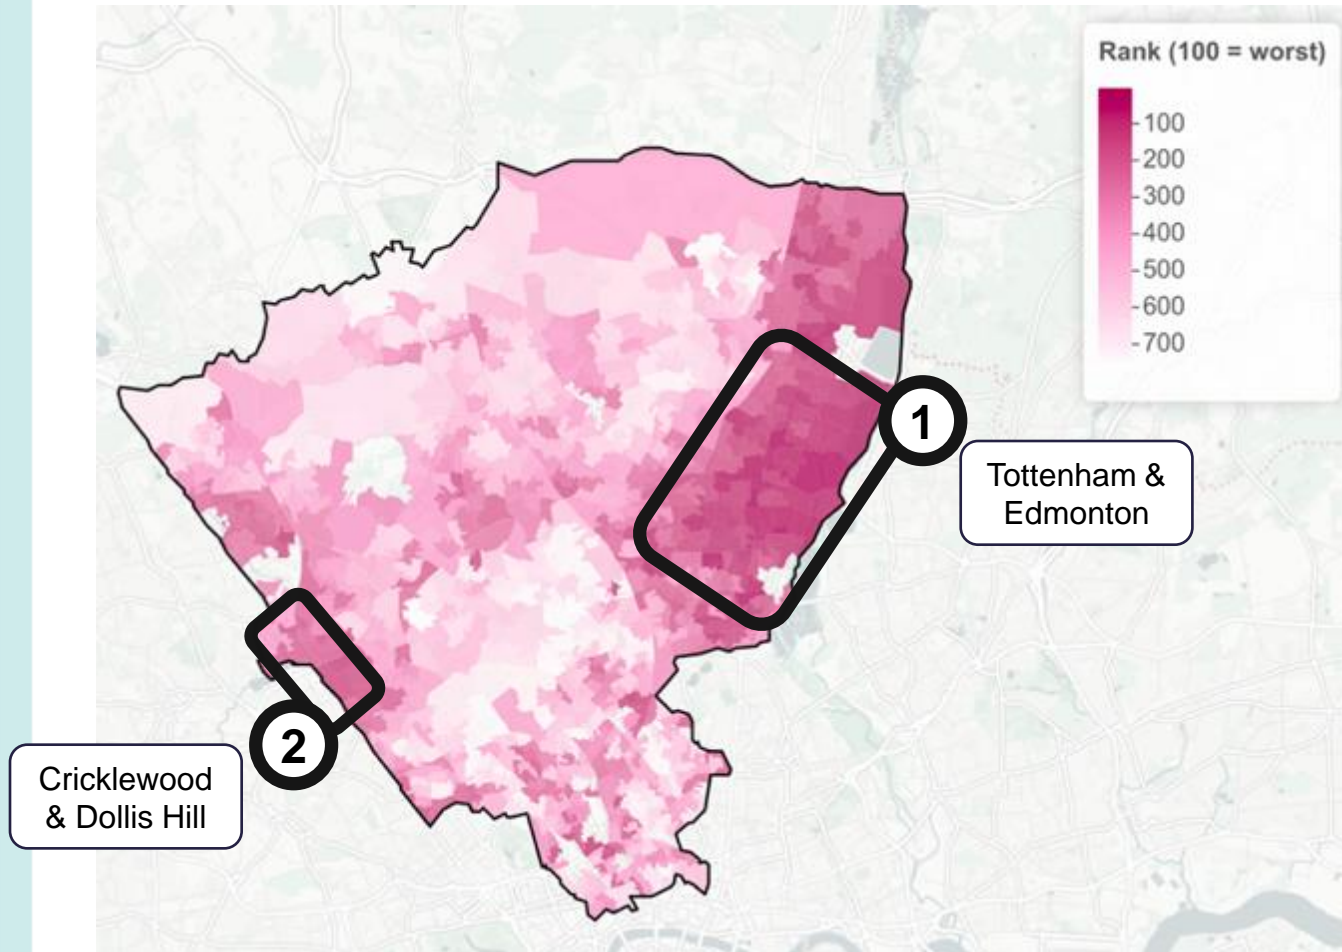 Rank (100 = worst)
100
200
300
400
500
600
700
1
Tottenham &
Edmonton
2
Cricklewood
& Dollis Hill